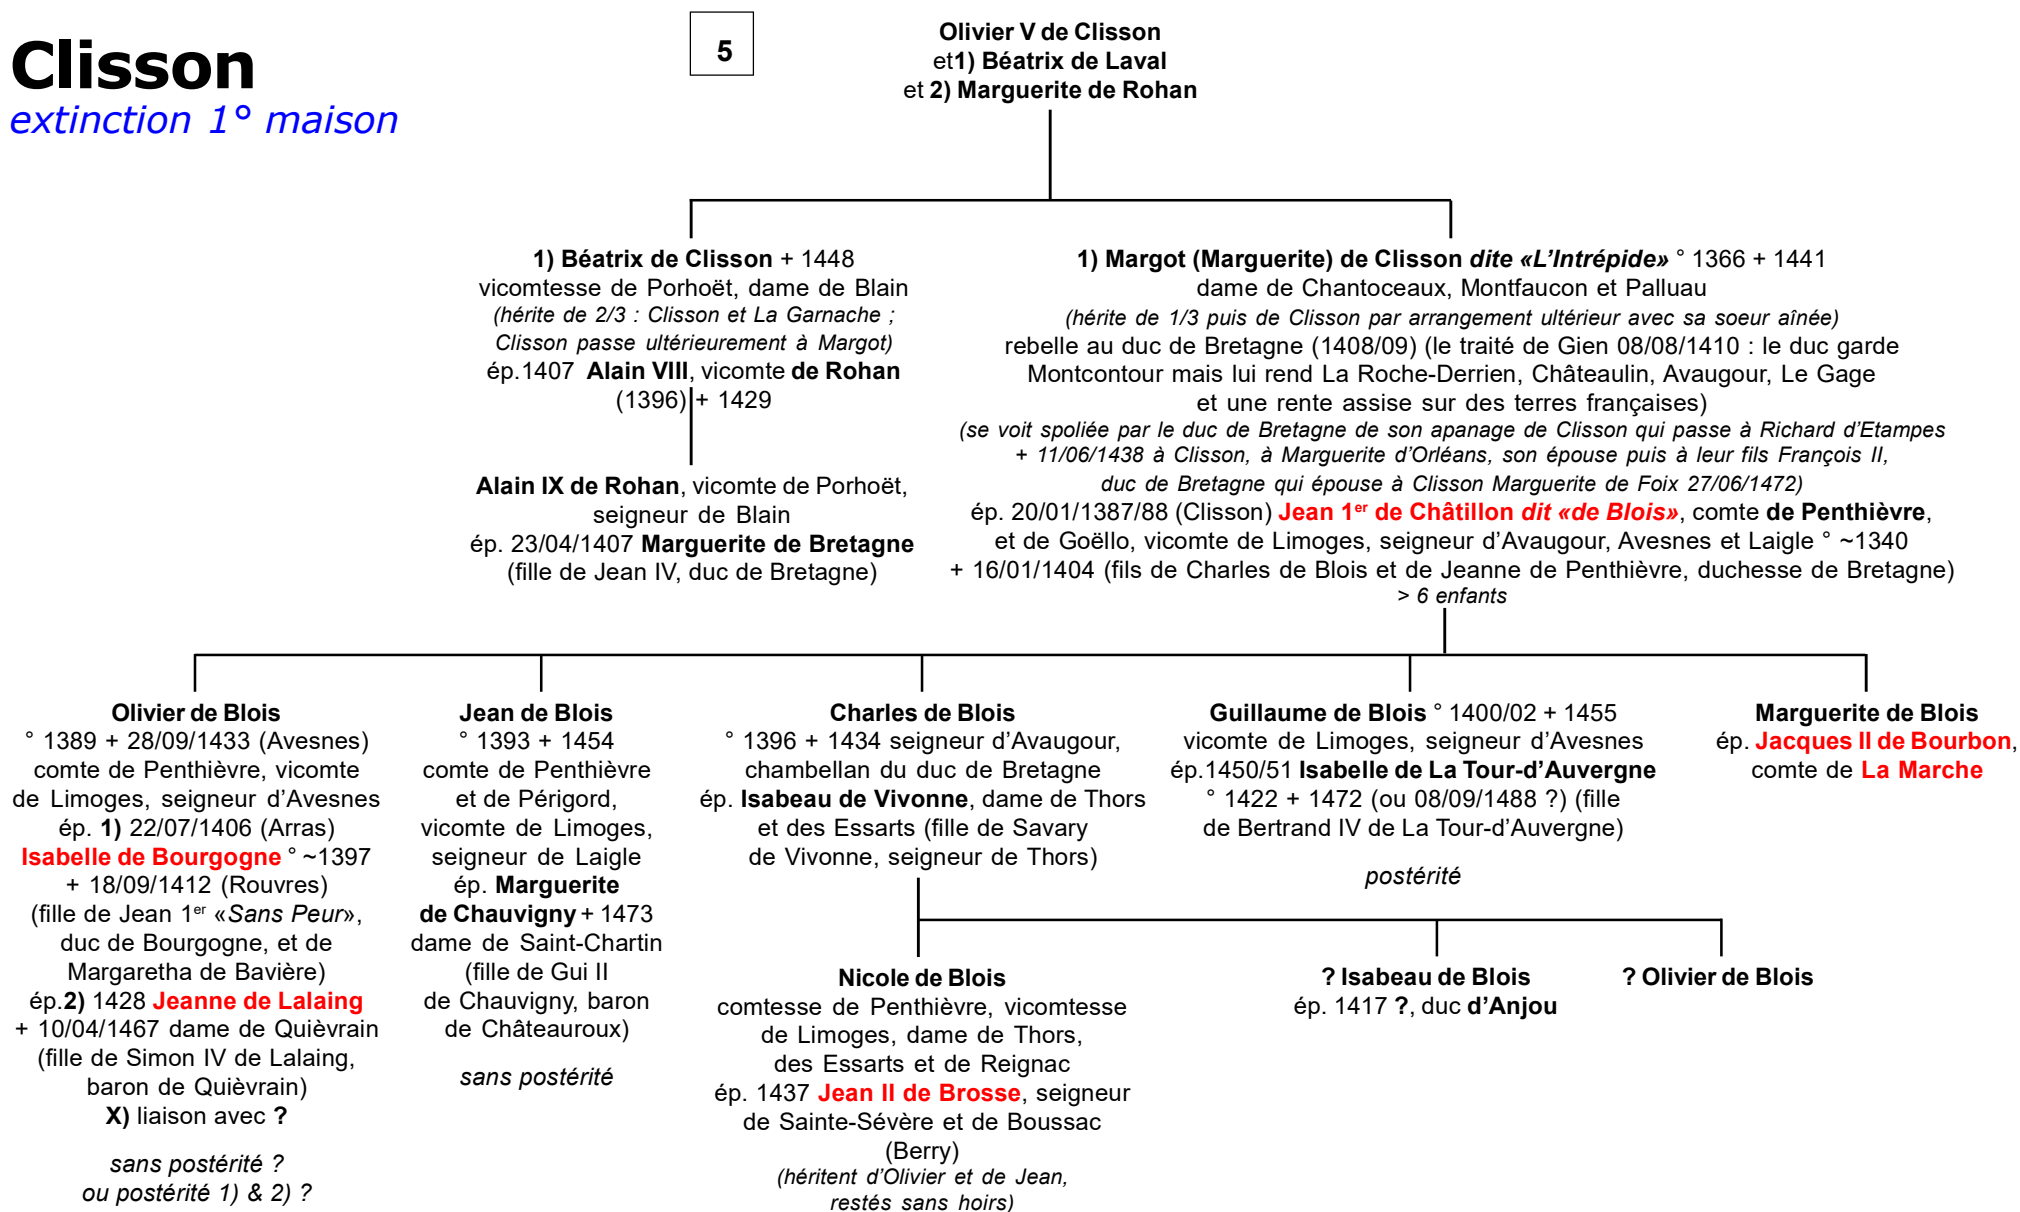 Clisson
extinction 1° maison
5
Olivier V de Clisson
et1) Béatrix de Laval
et 2) Marguerite de Rohan
1) Béatrix de Clisson + 1448
vicomtesse de Porhoët, dame de Blain
(hérite de 2/3 : Clisson et La Garnache ;
Clisson passe ultérieurement à Margot)
ép.1407 Alain VIII, vicomte de Rohan
(1396) + 1429
Alain IX de Rohan, vicomte de Porhoët,
seigneur de Blain
ép. 23/04/1407 Marguerite de Bretagne
(fille de Jean IV, duc de Bretagne)
1) Margot (Marguerite) de Clisson dite «L'Intrépide» ° 1366 + 1441
dame de Chantoceaux, Montfaucon et Palluau
(hérite de 1/3 puis de Clisson par arrangement ultérieur avec sa soeur aînée)
rebelle au duc de Bretagne (1408/09) (le traité de Gien 08/08/1410 : le duc garde
Montcontour mais lui rend La Roche-Derrien, Châteaulin, Avaugour, Le Gage
et une rente assise sur des terres françaises)
(se voit spoliée par le duc de Bretagne de son apanage de Clisson qui passe à Richard d'Etampes
+ 11/06/1438 à Clisson, à Marguerite d'Orléans, son épouse puis à leur fils François II,
duc de Bretagne qui épouse à Clisson Marguerite de Foix 27/06/1472)
ép. 20/01/1387/88 (Clisson) Jean 1er de Châtillon dit «de Blois», comte de Penthièvre,
et de Goëllo, vicomte de Limoges, seigneur d'Avaugour, Avesnes et Laigle ° ~1340
+ 16/01/1404 (fils de Charles de Blois et de Jeanne de Penthièvre, duchesse de Bretagne)
> 6 enfants
Olivier de Blois
° 1389 + 28/09/1433 (Avesnes)
comte de Penthièvre, vicomte
de Limoges, seigneur d'Avesnes
ép. 1) 22/07/1406 (Arras)
Isabelle de Bourgogne ° ~1397
+ 18/09/1412 (Rouvres)
(fille de Jean 1er «Sans Peur»,
duc de Bourgogne, et de
Margaretha de Bavière)
ép.2) 1428 Jeanne de Lalaing
+ 10/04/1467 dame de Quièvrain
(fille de Simon IV de Lalaing,
baron de Quièvrain)
X) liaison avec ?
sans postérité ?
ou postérité 1) & 2) ?
Jean de Blois
° 1393 + 1454
comte de Penthièvre
et de Périgord,
vicomte de Limoges,
seigneur de Laigle
ép. Marguerite
de Chauvigny + 1473
dame de Saint-Chartin
(fille de Gui II
de Chauvigny, baron
de Châteauroux)
sans postérité
Charles de Blois
° 1396 + 1434 seigneur d'Avaugour,
chambellan du duc de Bretagne
ép. Isabeau de Vivonne, dame de Thors
et des Essarts (fille de Savary
de Vivonne, seigneur de Thors)
Guillaume de Blois ° 1400/02 + 1455
vicomte de Limoges, seigneur d'Avesnes
ép.1450/51 Isabelle de La Tour-d'Auvergne
° 1422 + 1472 (ou 08/09/1488 ?) (fille
de Bertrand IV de La Tour-d'Auvergne)
postérité
Marguerite de Blois
ép. Jacques II de Bourbon,
comte de La Marche
Nicole de Blois
comtesse de Penthièvre, vicomtesse
de Limoges, dame de Thors,
des Essarts et de Reignac
ép. 1437 Jean II de Brosse, seigneur
de Sainte-Sévère et de Boussac
(Berry)
(héritent d'Olivier et de Jean,
restés sans hoirs)
? Isabeau de Blois
ép. 1417 ?, duc d'Anjou
? Olivier de Blois